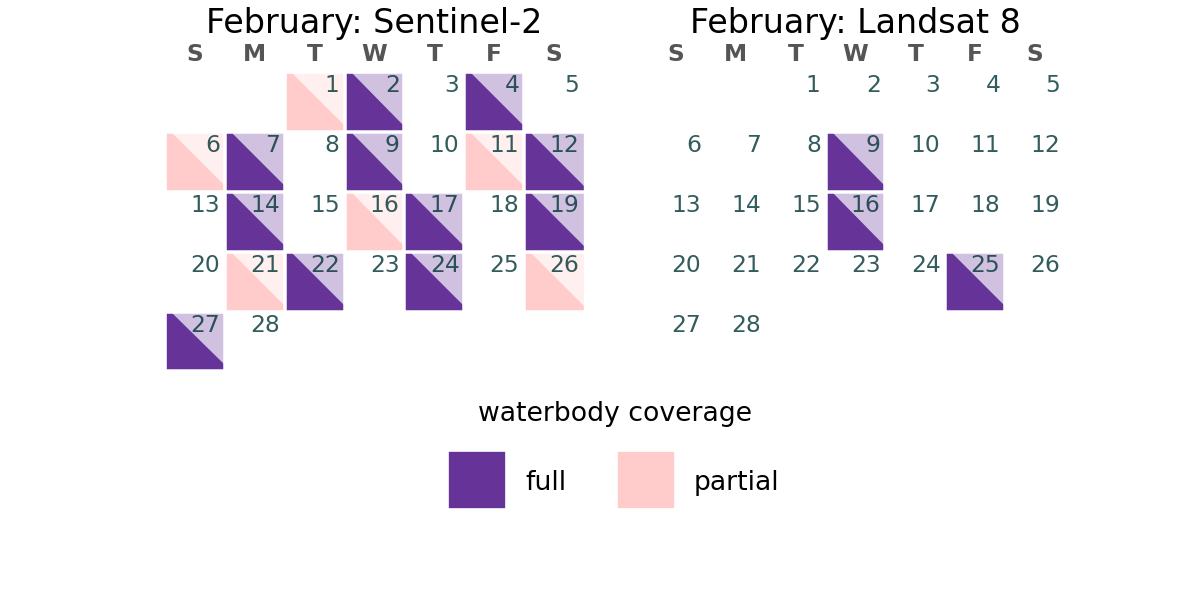 February: Sentinel-2
S M T W T F S
1 2 3 4 5
6 7 8 9 10 11 12
13 14 15 16 17 18 19
20 21 22 23 24 25 26
27 28
February: Landsat 8
S M T W T F S
1 2 3 4 5
6 7 8 9 10 11 12
13 14 15 16 17 18 19
20 21 22 23 24 25 26
27 28
waterbody coverage
full partial